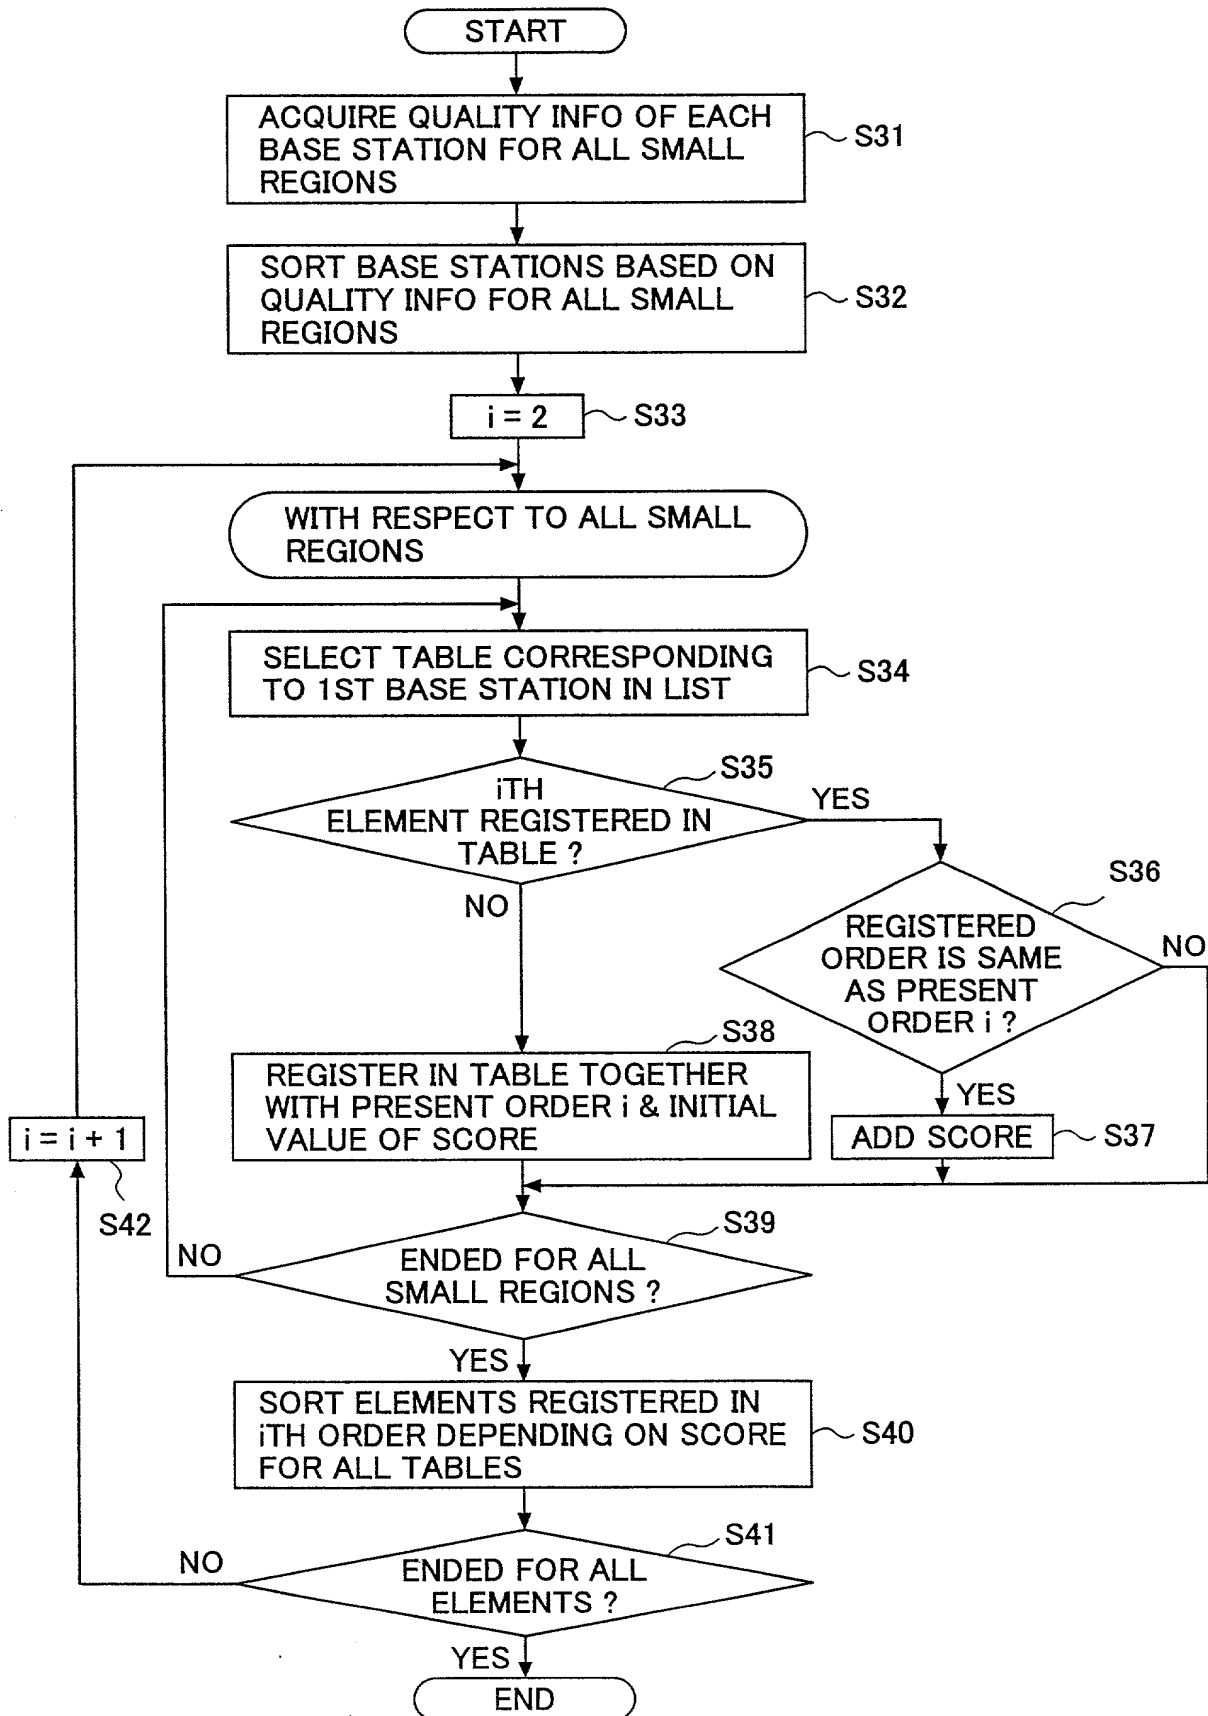 START
ACQUIRE QUALITY INFO OF EACH
BASE STATION FOR ALL SMALL
REGIONS
S31
SORT BASE STATIONS BASED ON
QUALITY INFO FOR ALL SMALL
REGIONS
S32
i = 2
S33
WITH RESPECT TO ALL SMALL
REGIONS
SELECT TABLE CORRESPONDING
TO 1ST BASE STATION IN LIST
S34
S35
iTH
ELEMENT REGISTERED IN
TABLE ?
YES
NO
S36
REGISTERED
ORDER IS SAME
AS PRESENT
ORDER i ?
NO
YES
S38
REGISTER IN TABLE TOGETHER
WITH PRESENT ORDER i & INITIAL
VALUE OF SCORE
ADD SCORE
S37
i = i + 1
S42
S39
ENDED FOR ALL
SMALL REGIONS ?
NO
YES
SORT ELEMENTS REGISTERED IN
iTH ORDER DEPENDING ON SCORE
FOR ALL TABLES
S40
S41
ENDED FOR ALL
ELEMENTS ?
NO
YES
END